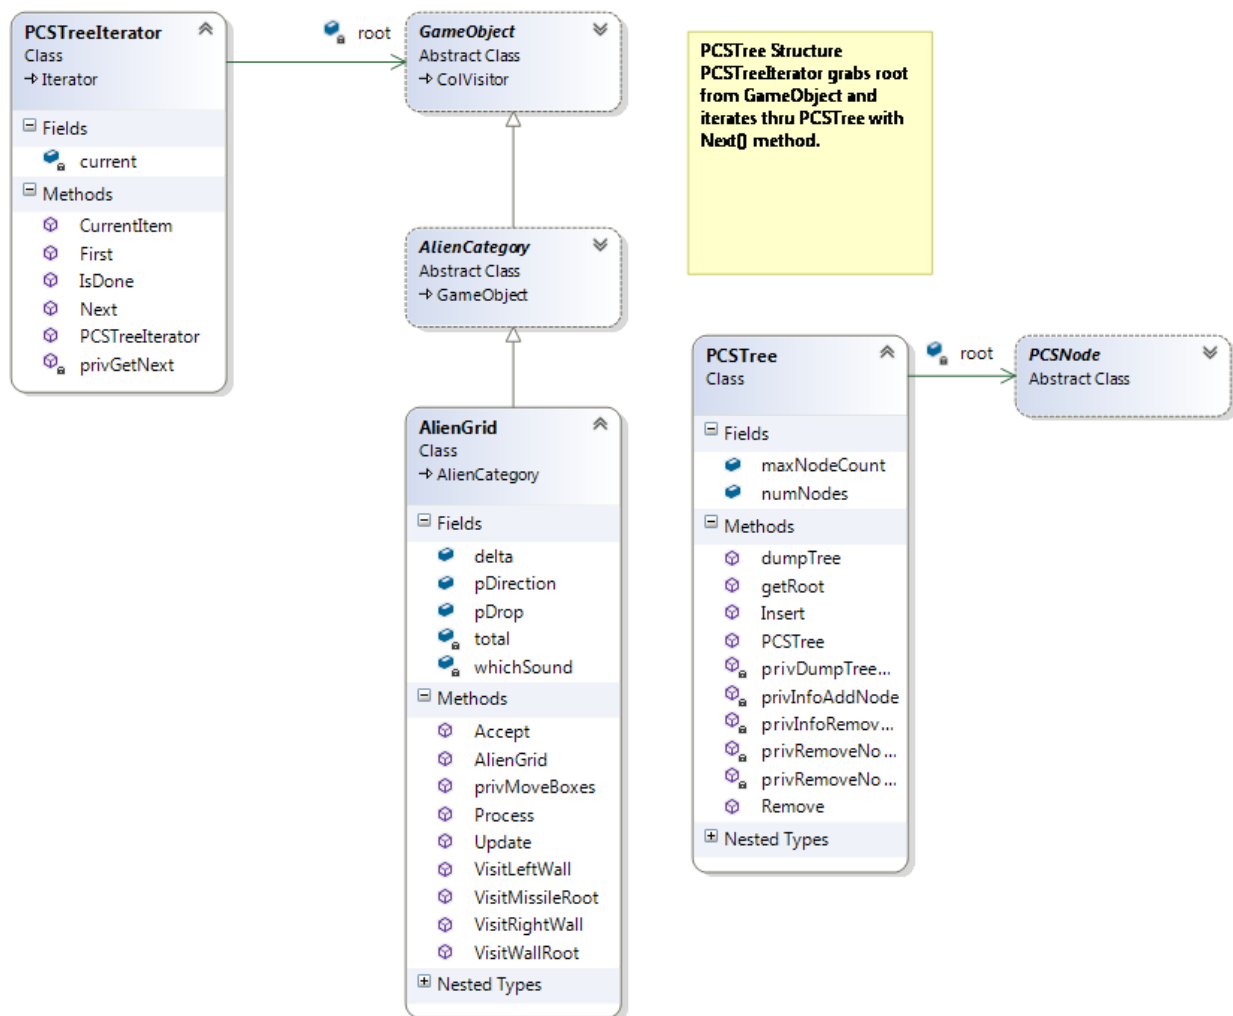 PCSTreeIterator
Class
Iterator
Fields
current
Methods
CurrentItem
First
IsDone
Next
PCSTreeIterator
privGetNext
root
GameObject
Abstract Class
ColVisitor
AlienCategory
Abstract Class
GameObject
AlienGrid
Class
AlienCategory
Fields
delta
pDirection
pDrop
total
whichSound
Methods
Accept
AlienGrid
privMoveBoxes
Process
Update
VisitLeftWall
VisitMissileRoot
VisitRightWall
VisitWallRoot
Nested Types
PCSTree Structure
PCSTreeIterator grabs root
from GameObject and
iterates thru PCSTree with
Next() method.
PCSTree
Class
Fields
maxNodeCount
numNodes
Methods
dumpTree
getRoot
Insert
PCSTree
privDumpTree...
privInfoAddNode
privInfoRemov...
privRemoveNo...
privRemoveNo...
Remove
Nested Types
root
PCSNode
Abstract Class